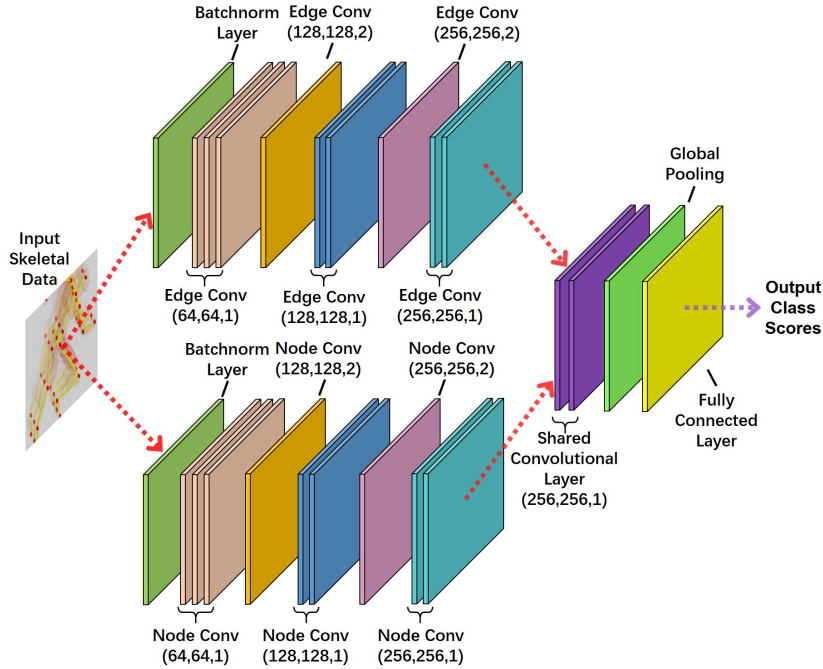 Batchnorm
Layer
Edge Conv
(128,128,2)
Edge Conv
(256,256,2)
Global
Pooling
Input
Skeletal
Data
Edge Conv
(64,64,1)
Edge Conv
(128,128,1)
Edge Conv
(256,256,1)
Output
Class
Scores
Batchnorm
Layer
Node Conv
(128,128,2)
Node Conv
(256,256,2)
Fully
Connected
Layer
Shared
Convolutional
Layer
(256,256,1)
Node Conv
(64,64,1)
Node Conv
(128,128,1)
Node Conv
(256,256,1)